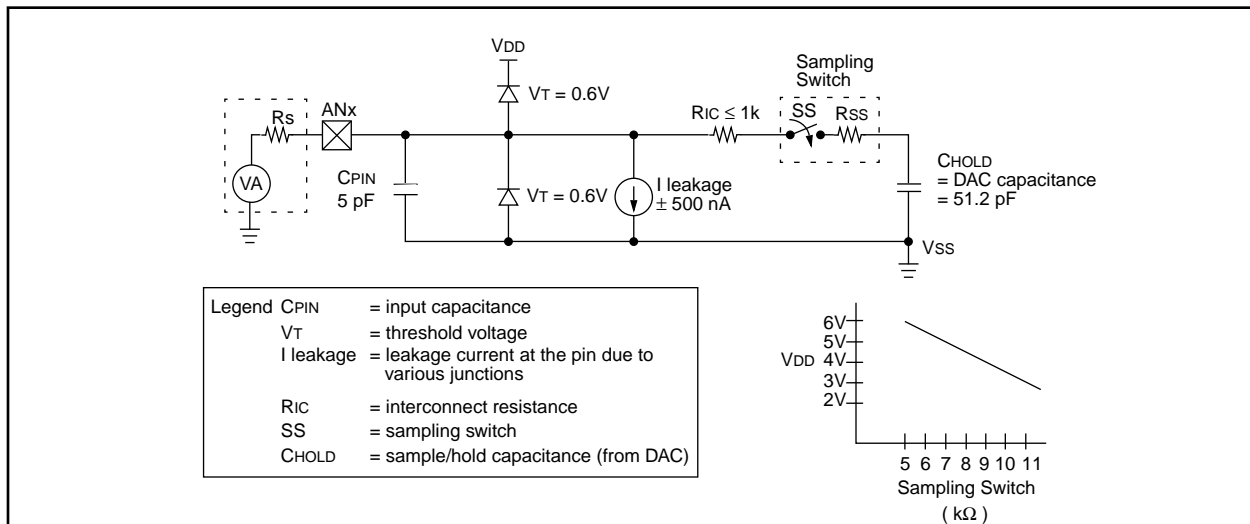 VDD
Sampling
Switch
VT = 0.6V
Rs
ANx
RIC ≤ 1k
SS
RSS
CPIN
5 pF
VA
VT = 0.6V
I leakage
± 500 nA
CHOLD
= DAC capacitance
= 51.2 pF
VSS
Legend CPIN = input capacitance
VT = threshold voltage
I leakage = leakage current at the pin due to
various junctions
RIC = interconnect resistance
SS = sampling switch
CHOLD = sample/hold capacitance (from DAC)
6V
5V
VDD 4V
3V
2V
5 6 7 8 9 10 11
Sampling Switch
( kΩ )